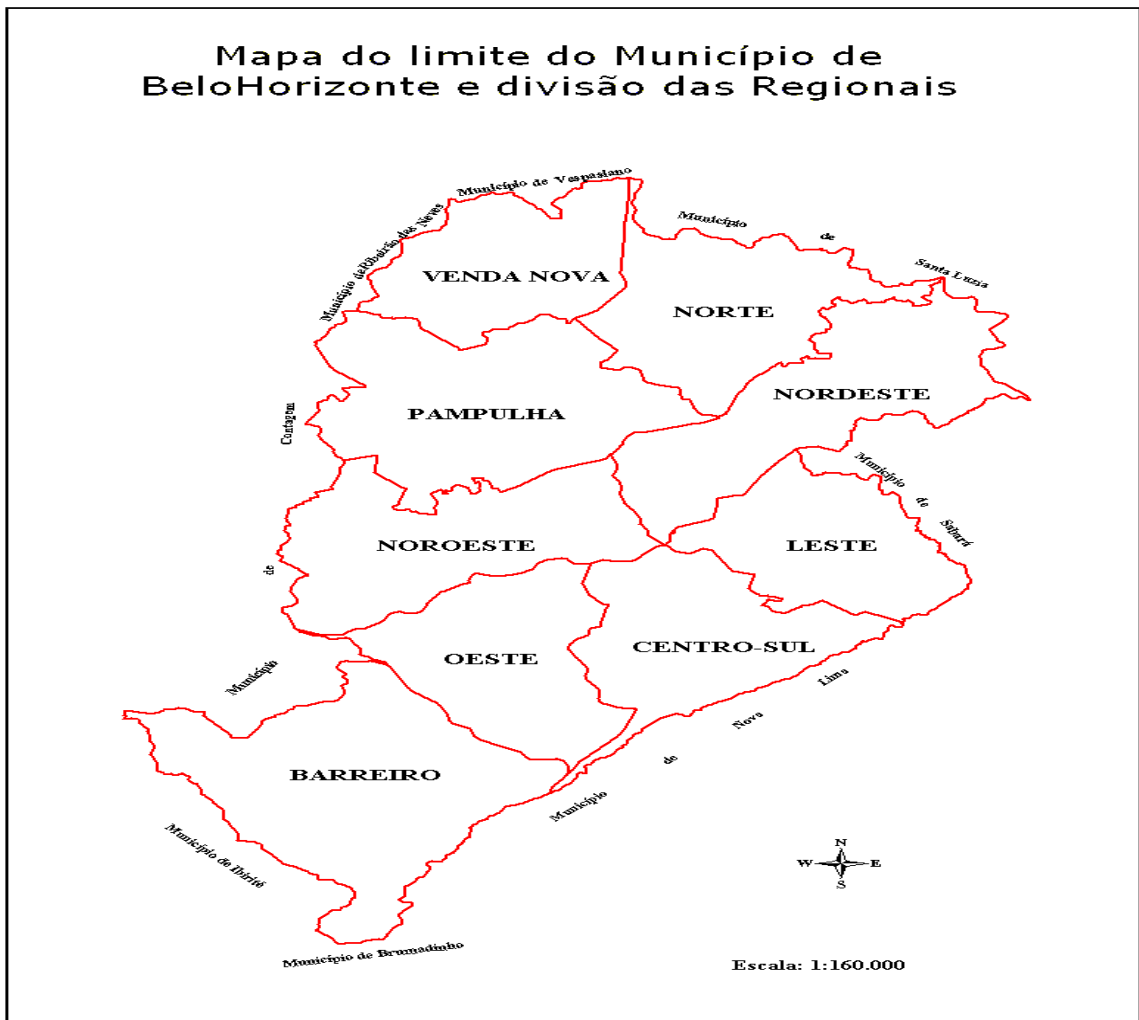 Mapa do limite do Município de
BeloHorizonte e divisão das Regionais
Município de Vespasiano
Município de Ribeirão das Neves
Município de Santa Luzia
VENDA NOVA
NORTE
NORDESTE
PAMPULHA
Município de Contagem
Município de Sabará
NOROESTE
LESTE
OESTE
CENTRO-SUL
Município de Nova Lima
BARREIRO
Município de Ibirité
Município de Brumadinho
N
W E
S
Escala: 1:160.000